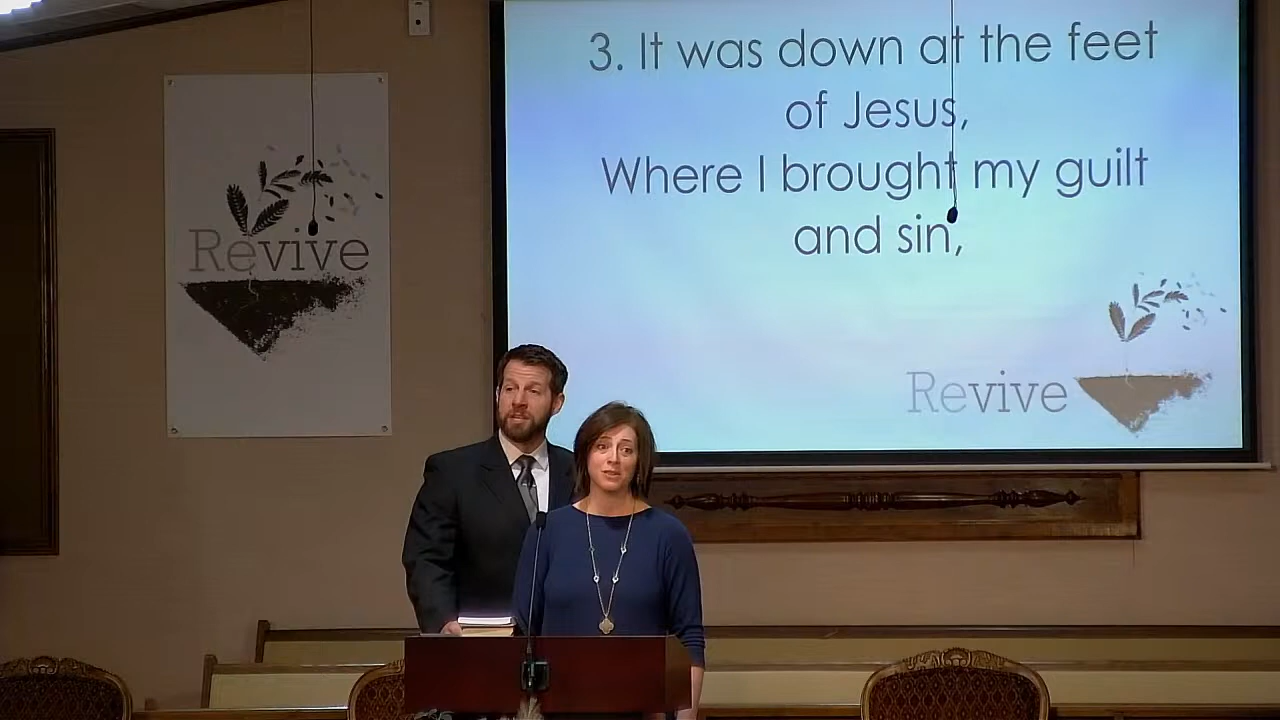 Revive
3. It was down at the feet
of Jesus,
Where I brought my guilt
and sin,
Revive